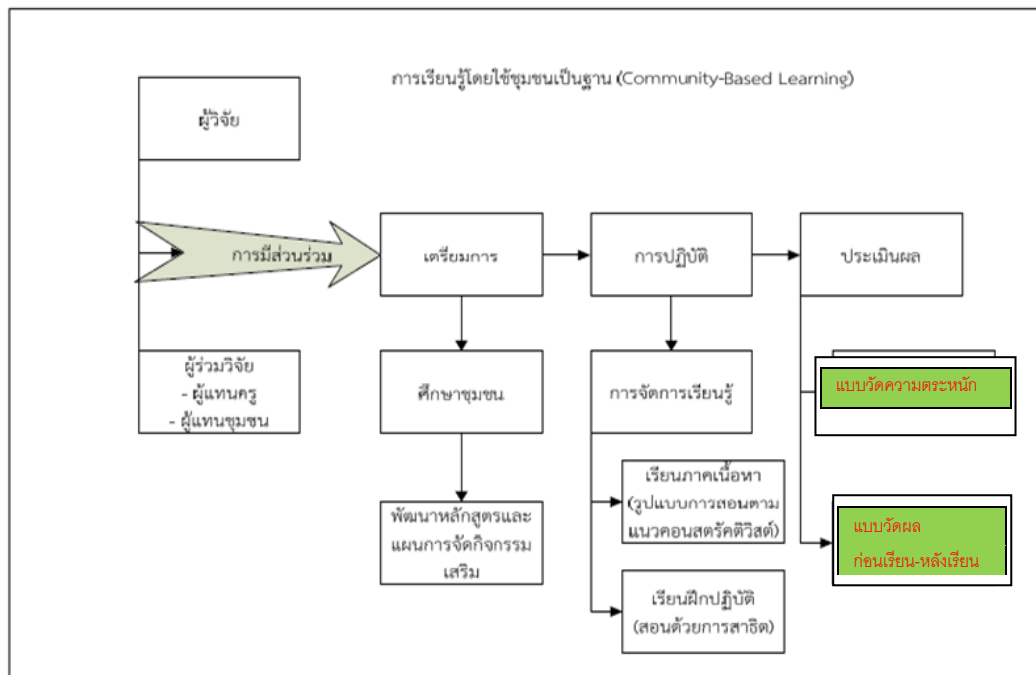 การเรียนรู้โดยใช้ชุมชนเป็นฐาน (Community-Based Learning)
ผู้วิจัย
การมีส่วนร่วม
เตรียมการ
การปฏิบัติ
ประเมินผล
ผู้ร่วมวิจัย
- ผู้แทนครู
- ผู้แทนชุมชน
ศึกษาชุมชน
การจัดการเรียนรู้
แบบวัดความตระหนัก
พัฒนาหลักสูตรและ
แผนการจัดกิจกรรม
เสริม
เรียนภาคเนื้อหา
(รูปแบบการสอนตาม
แนวคอนสตรัคติวิสต์)
แบบวัดผล
ก่อนเรียน-หลังเรียน
เรียนฝึกปฏิบัติ
(สอนด้วยการสาธิต)